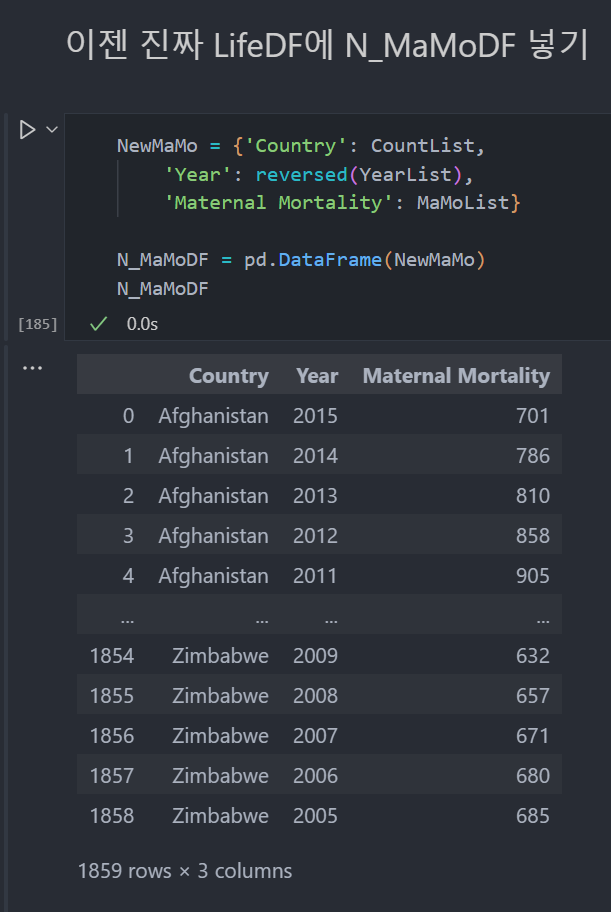 이젠 진짜 LifeDF에 N_MaMoDF 넣기
NewMaMo = {'Country': CountList,
'Year': reversed(YearList),
'Maternal Mortality': MaMoList}
N_MaMoDF = pd.DataFrame(NewMaMo)
N_MaMoDF
[185] 0.0s
...
Country Year Maternal Mortality
0 Afghanistan 2015 701
1 Afghanistan 2014 786
2 Afghanistan 2013 810
3 Afghanistan 2012 858
4 Afghanistan 2011 905
... ... ... ...
1854 Zimbabwe 2009 632
1855 Zimbabwe 2008 657
1856 Zimbabwe 2007 671
1857 Zimbabwe 2006 680
1858 Zimbabwe 2005 685
1859 rows × 3 columns